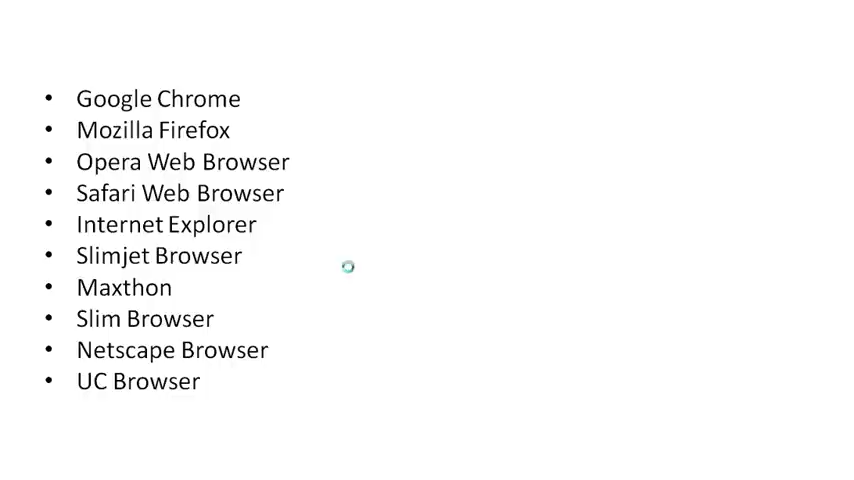 • Google Chrome
• Mozilla Firefox
• Opera Web Browser
• Safari Web Browser
• Internet Explorer
• Slimjet Browser
• Maxthon
• Slim Browser
• Netscape Browser
• UC Browser